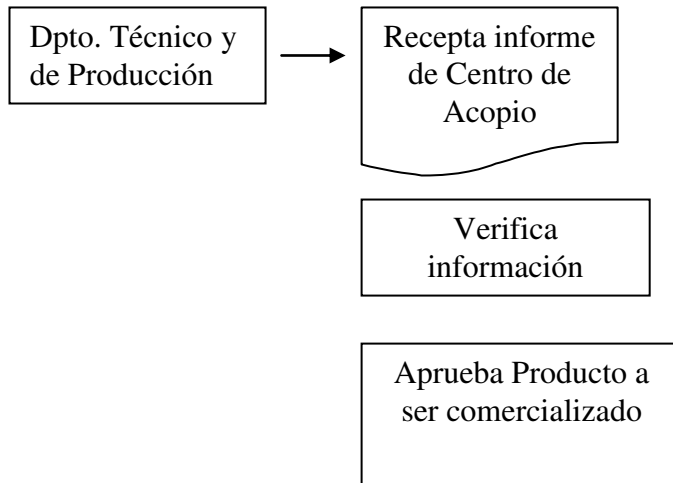 Dpto. Técnico y
de Producción
Recepta informe
de Centro de
Acopio
Verifica
información
Aprueba Producto a
ser comercializado